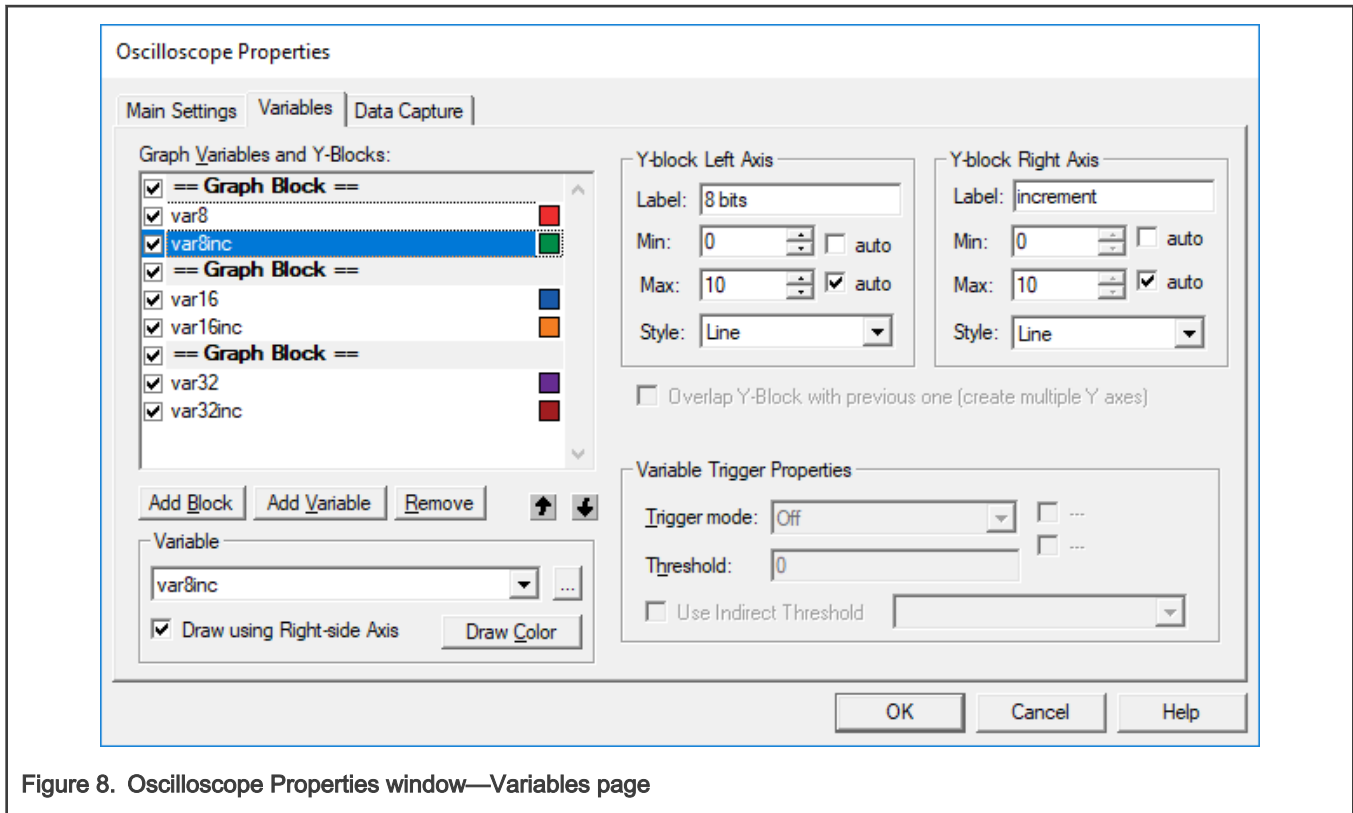 Oscilloscope Properties
Main Settings Variables Data Capture
Graph Variables and Y-Blocks:
== Graph Block ==
var8
var8inc
== Graph Block ==
var16
var16inc
== Graph Block ==
var32
var32inc
Add Block Add Variable Remove
Variable
var8inc ...
Draw using Right-side Axis Draw Color
Y-block Left Axis
Label: 8 bits
Min: 0 auto
Max: 10 auto
Style: Line
Y-block Right Axis
Label: increment
Min: 0 auto
Max: 10 auto
Style: Line
Overlap Y-Block with previous one (create multiple Y axes)
Variable Trigger Properties
Trigger mode: Off ...
...
Threshold: 0
Use Indirect Threshold
OK Cancel Help
Figure 8. Oscilloscope Properties window—Variables page